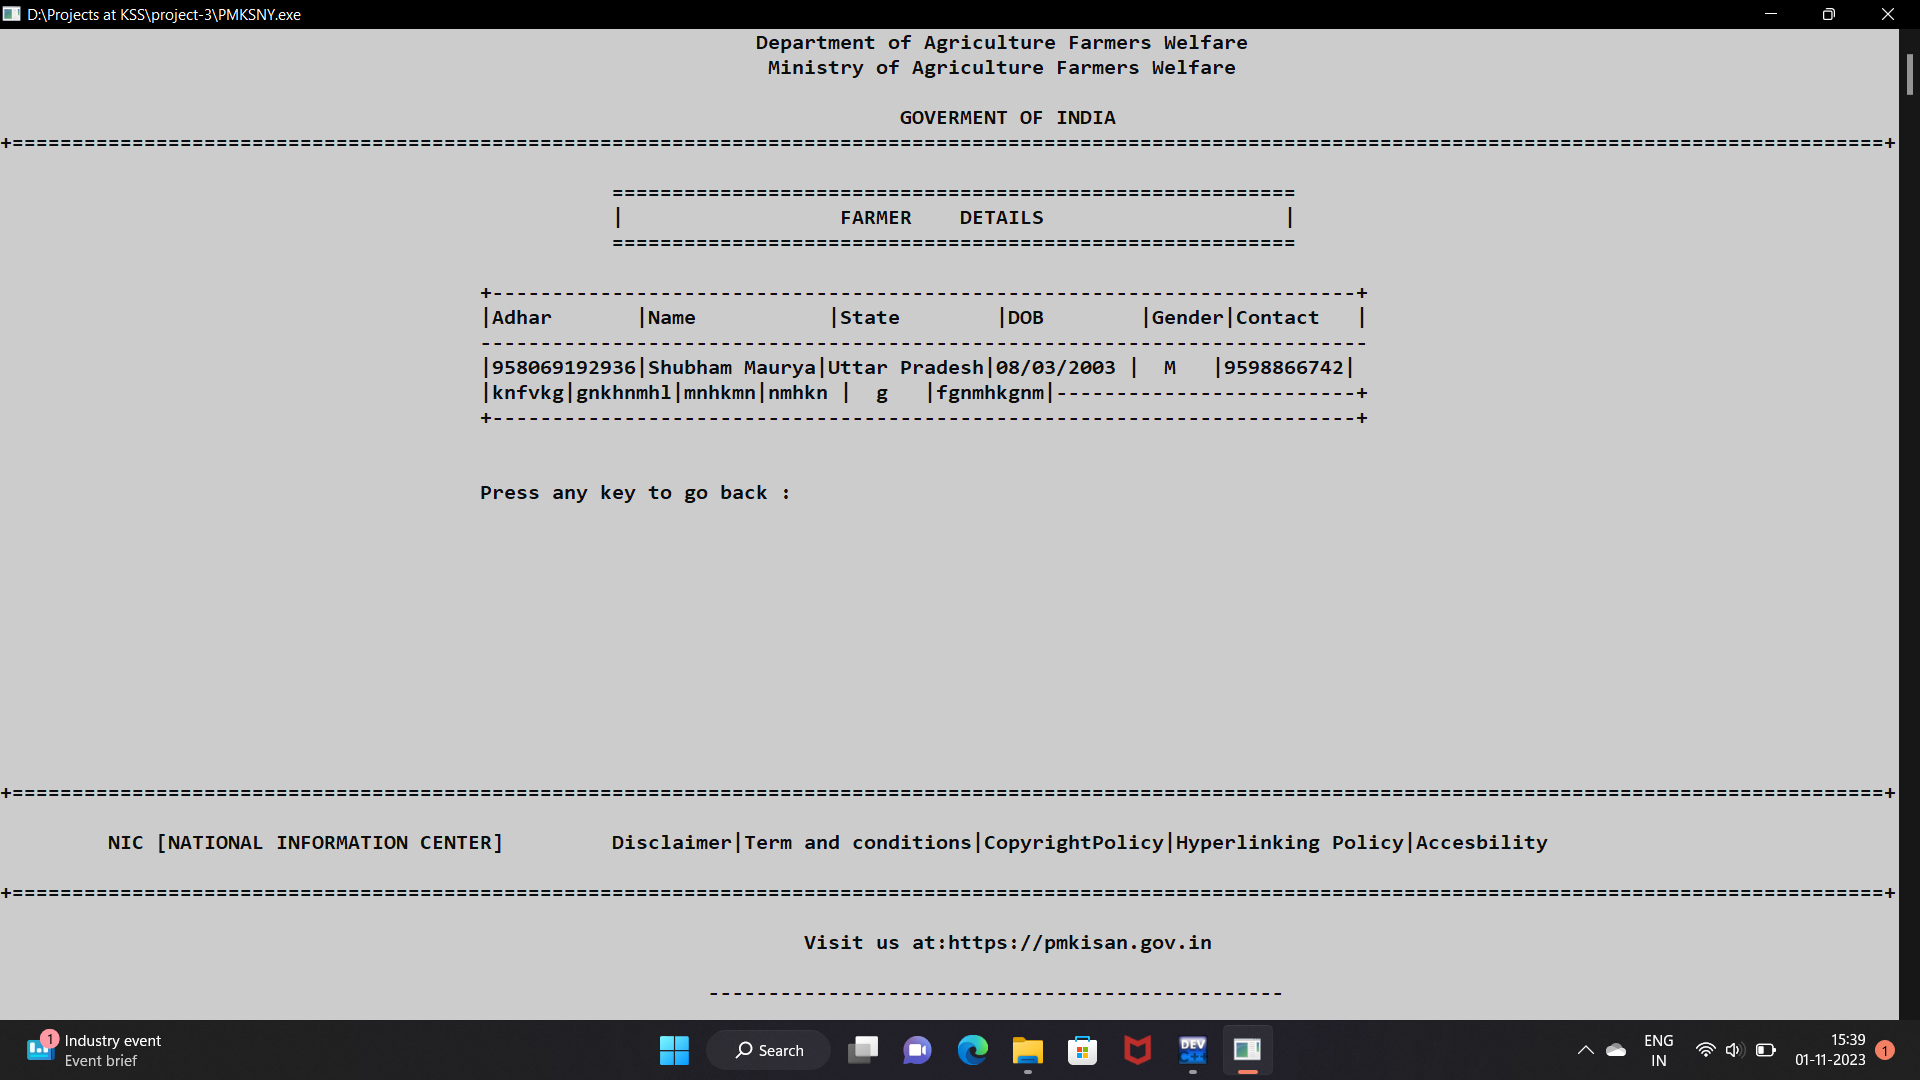 D:\Projects at KSS\project-3\PMKSNY.exe
Department of Agriculture Farmers Welfare
Ministry of Agriculture Farmers Welfare
GOVERMENT OF INDIA
FARMER DETAILS
|Adhar |Name |State |DOB |Gender|Contact |
|958069192936|Shubham Maurya|Uttar Pradesh|08/03/2003 | M |9598866742|
|knfvkg|gnkhnmhl|mnhkmn|nmhkn | g |fgnmhkgnm|-------------------------+
Press any key to go back :
NIC [NATIONAL INFORMATION CENTER] Disclaimer|Term and conditions|CopyrightPolicy|Hyperlinking Policy|Accesbility
Visit us at:https://pmkisan.gov.in
1 Industry event
Event brief
Search
DEV
C++
ENG
IN
15:39
01-11-2023
1